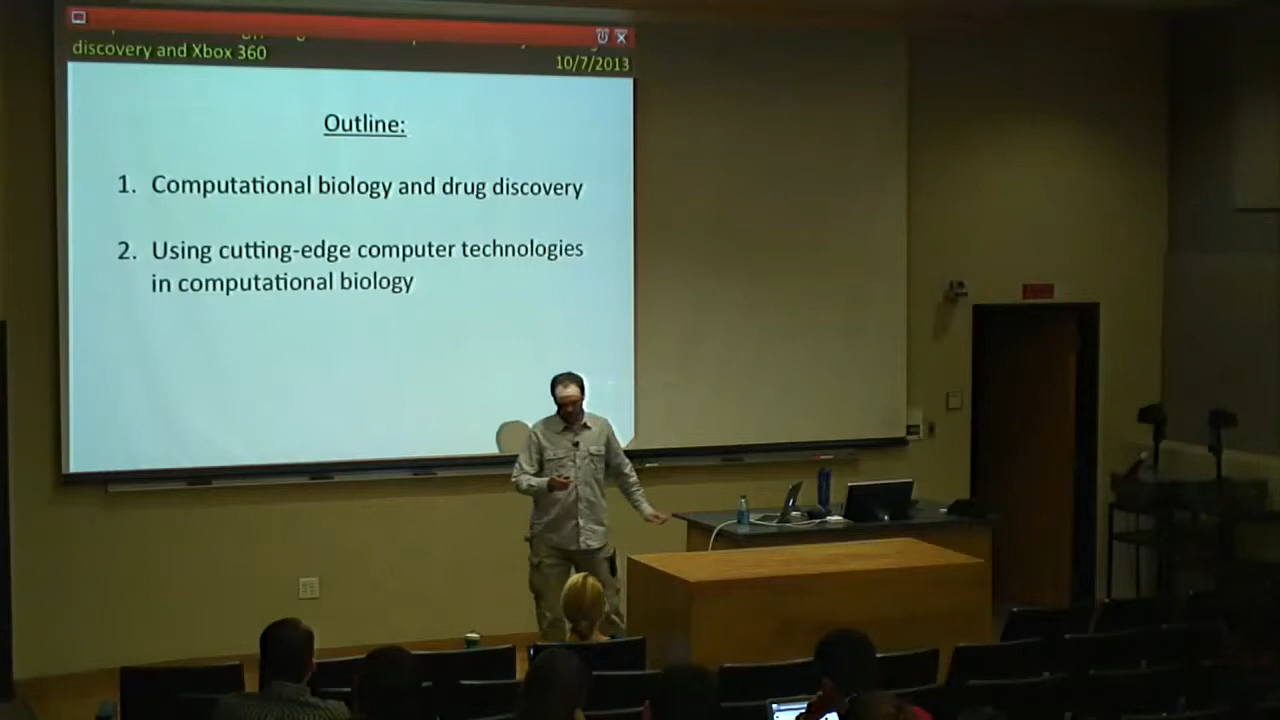 discovery and Xbox 360
10/7/2013
Outline:
1. Computational biology and drug discovery
2. Using cutting-edge computer technologies
in computational biology